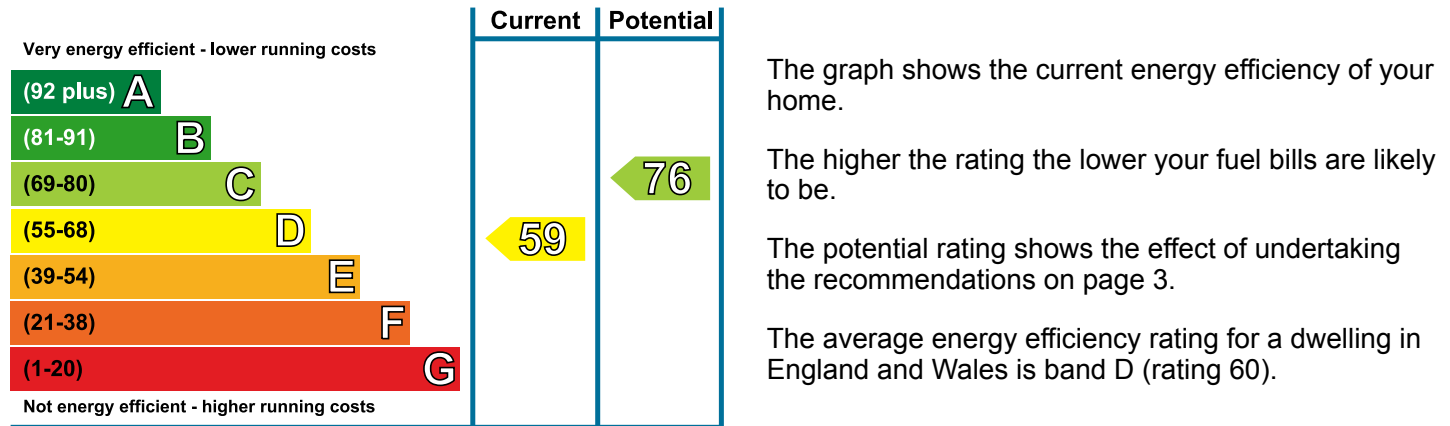 Current Potential
Very energy efficient - lower running costs
(92 plus) A
(81-91) B
(69-80) C
76
(55-68) D
59
(39-54) E
(21-38) F
(1-20) G
Not energy efficient - higher running costs
The graph shows the current energy efficiency of your
home.
The higher the rating the lower your fuel bills are likely
to be.
The potential rating shows the effect of undertaking
the recommendations on page 3.
The average energy efficiency rating for a dwelling in
England and Wales is band D (rating 60).